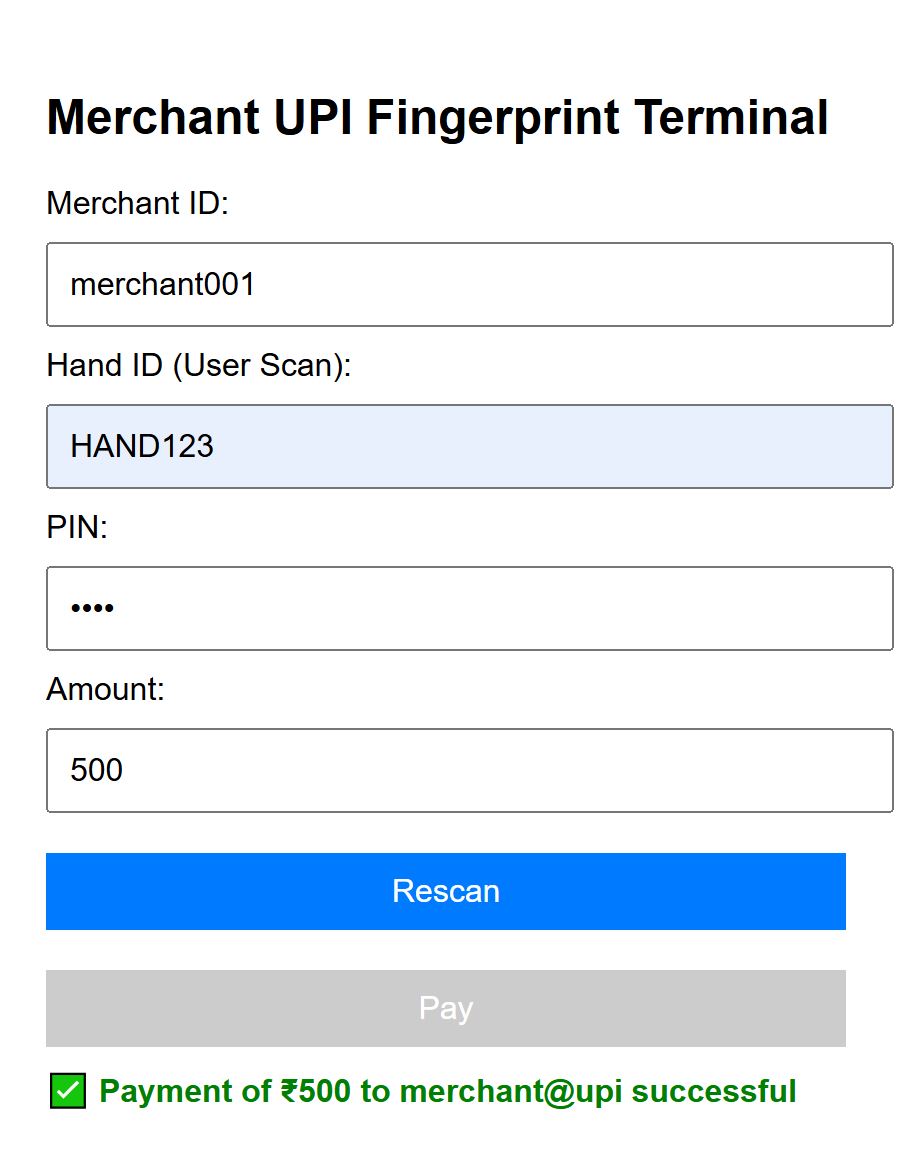 Merchant UPI Fingerprint Terminal
Merchant ID:
merchant001
Hand ID (User Scan):
HAND123
PIN:
••••
Amount:
500
Rescan
Pay
✅ Payment of ₹500 to merchant@upi successful